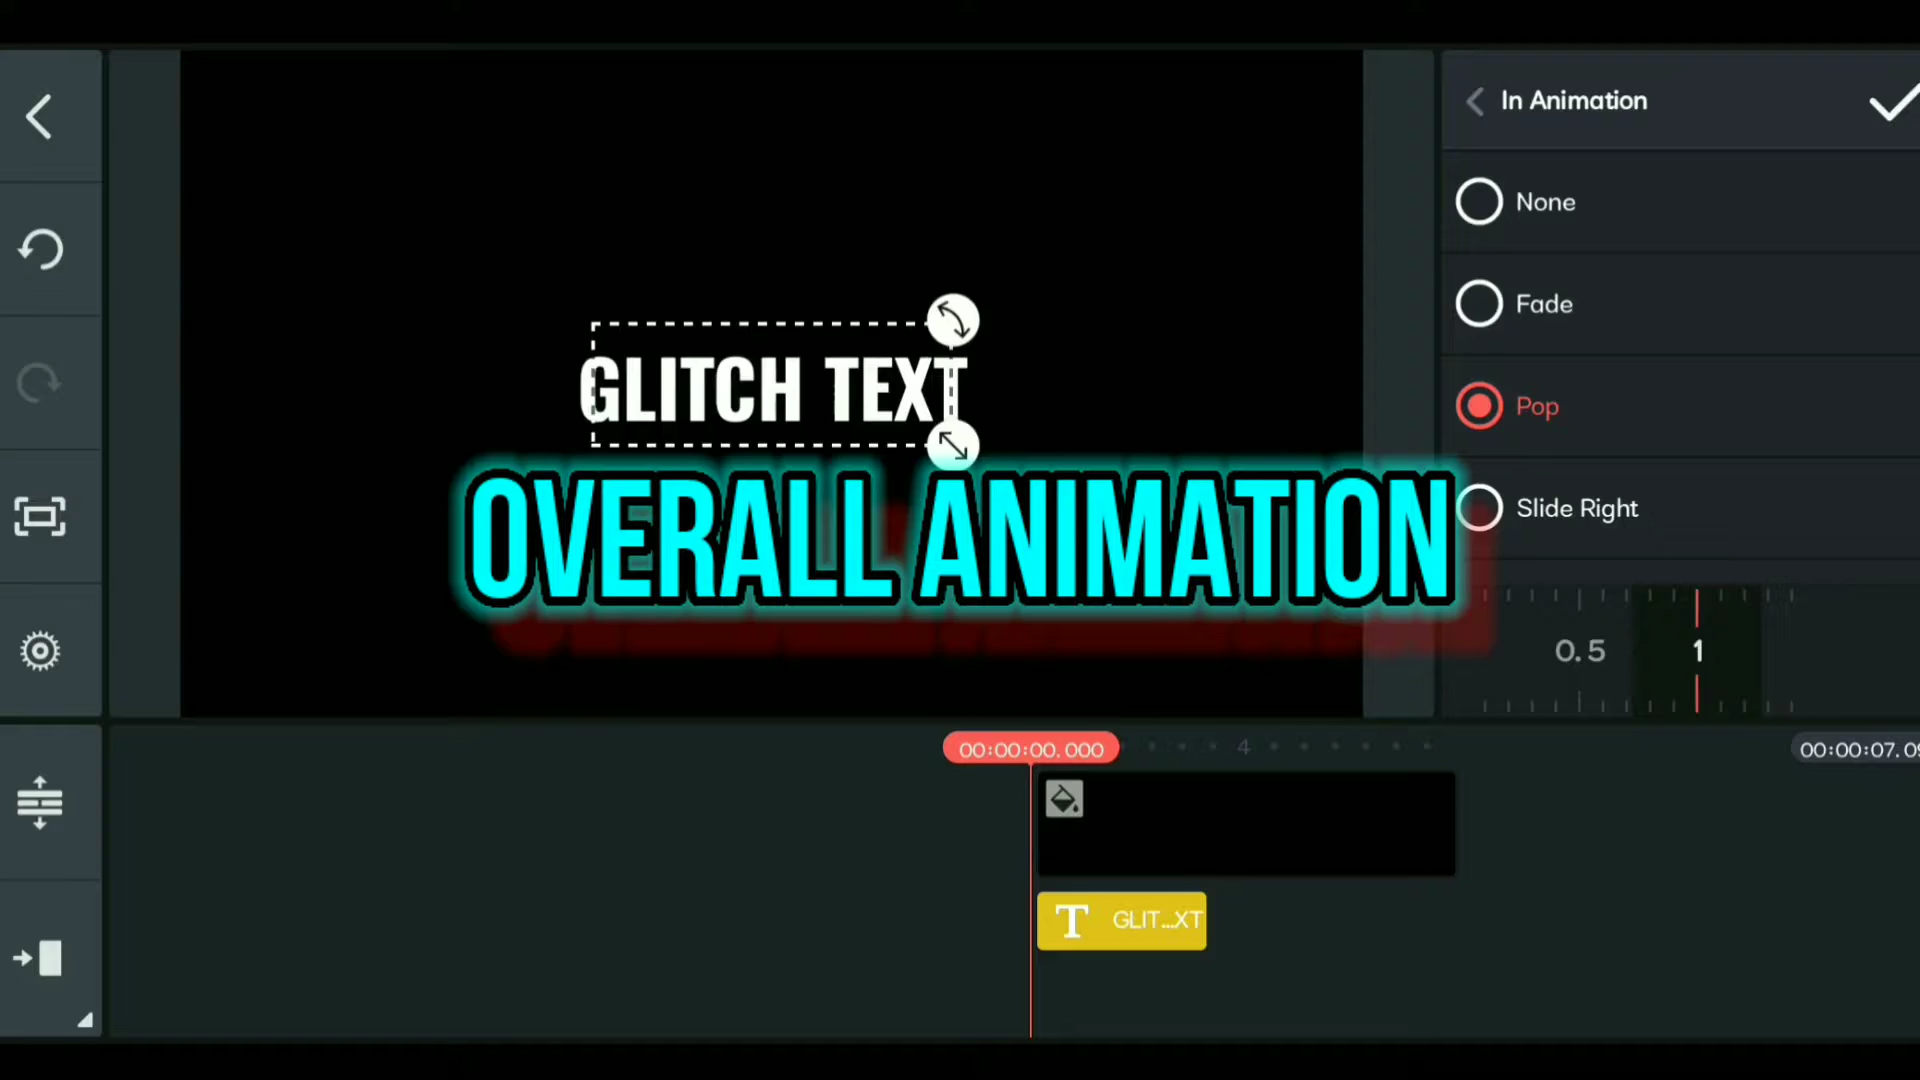 In Animation
None
Fade
GLITCH TEXT
Pop
OVERALL ANIMATION
Slide Right
0.5
1
00:00:00.000
4
00:00:07.09
T GLIT...XT